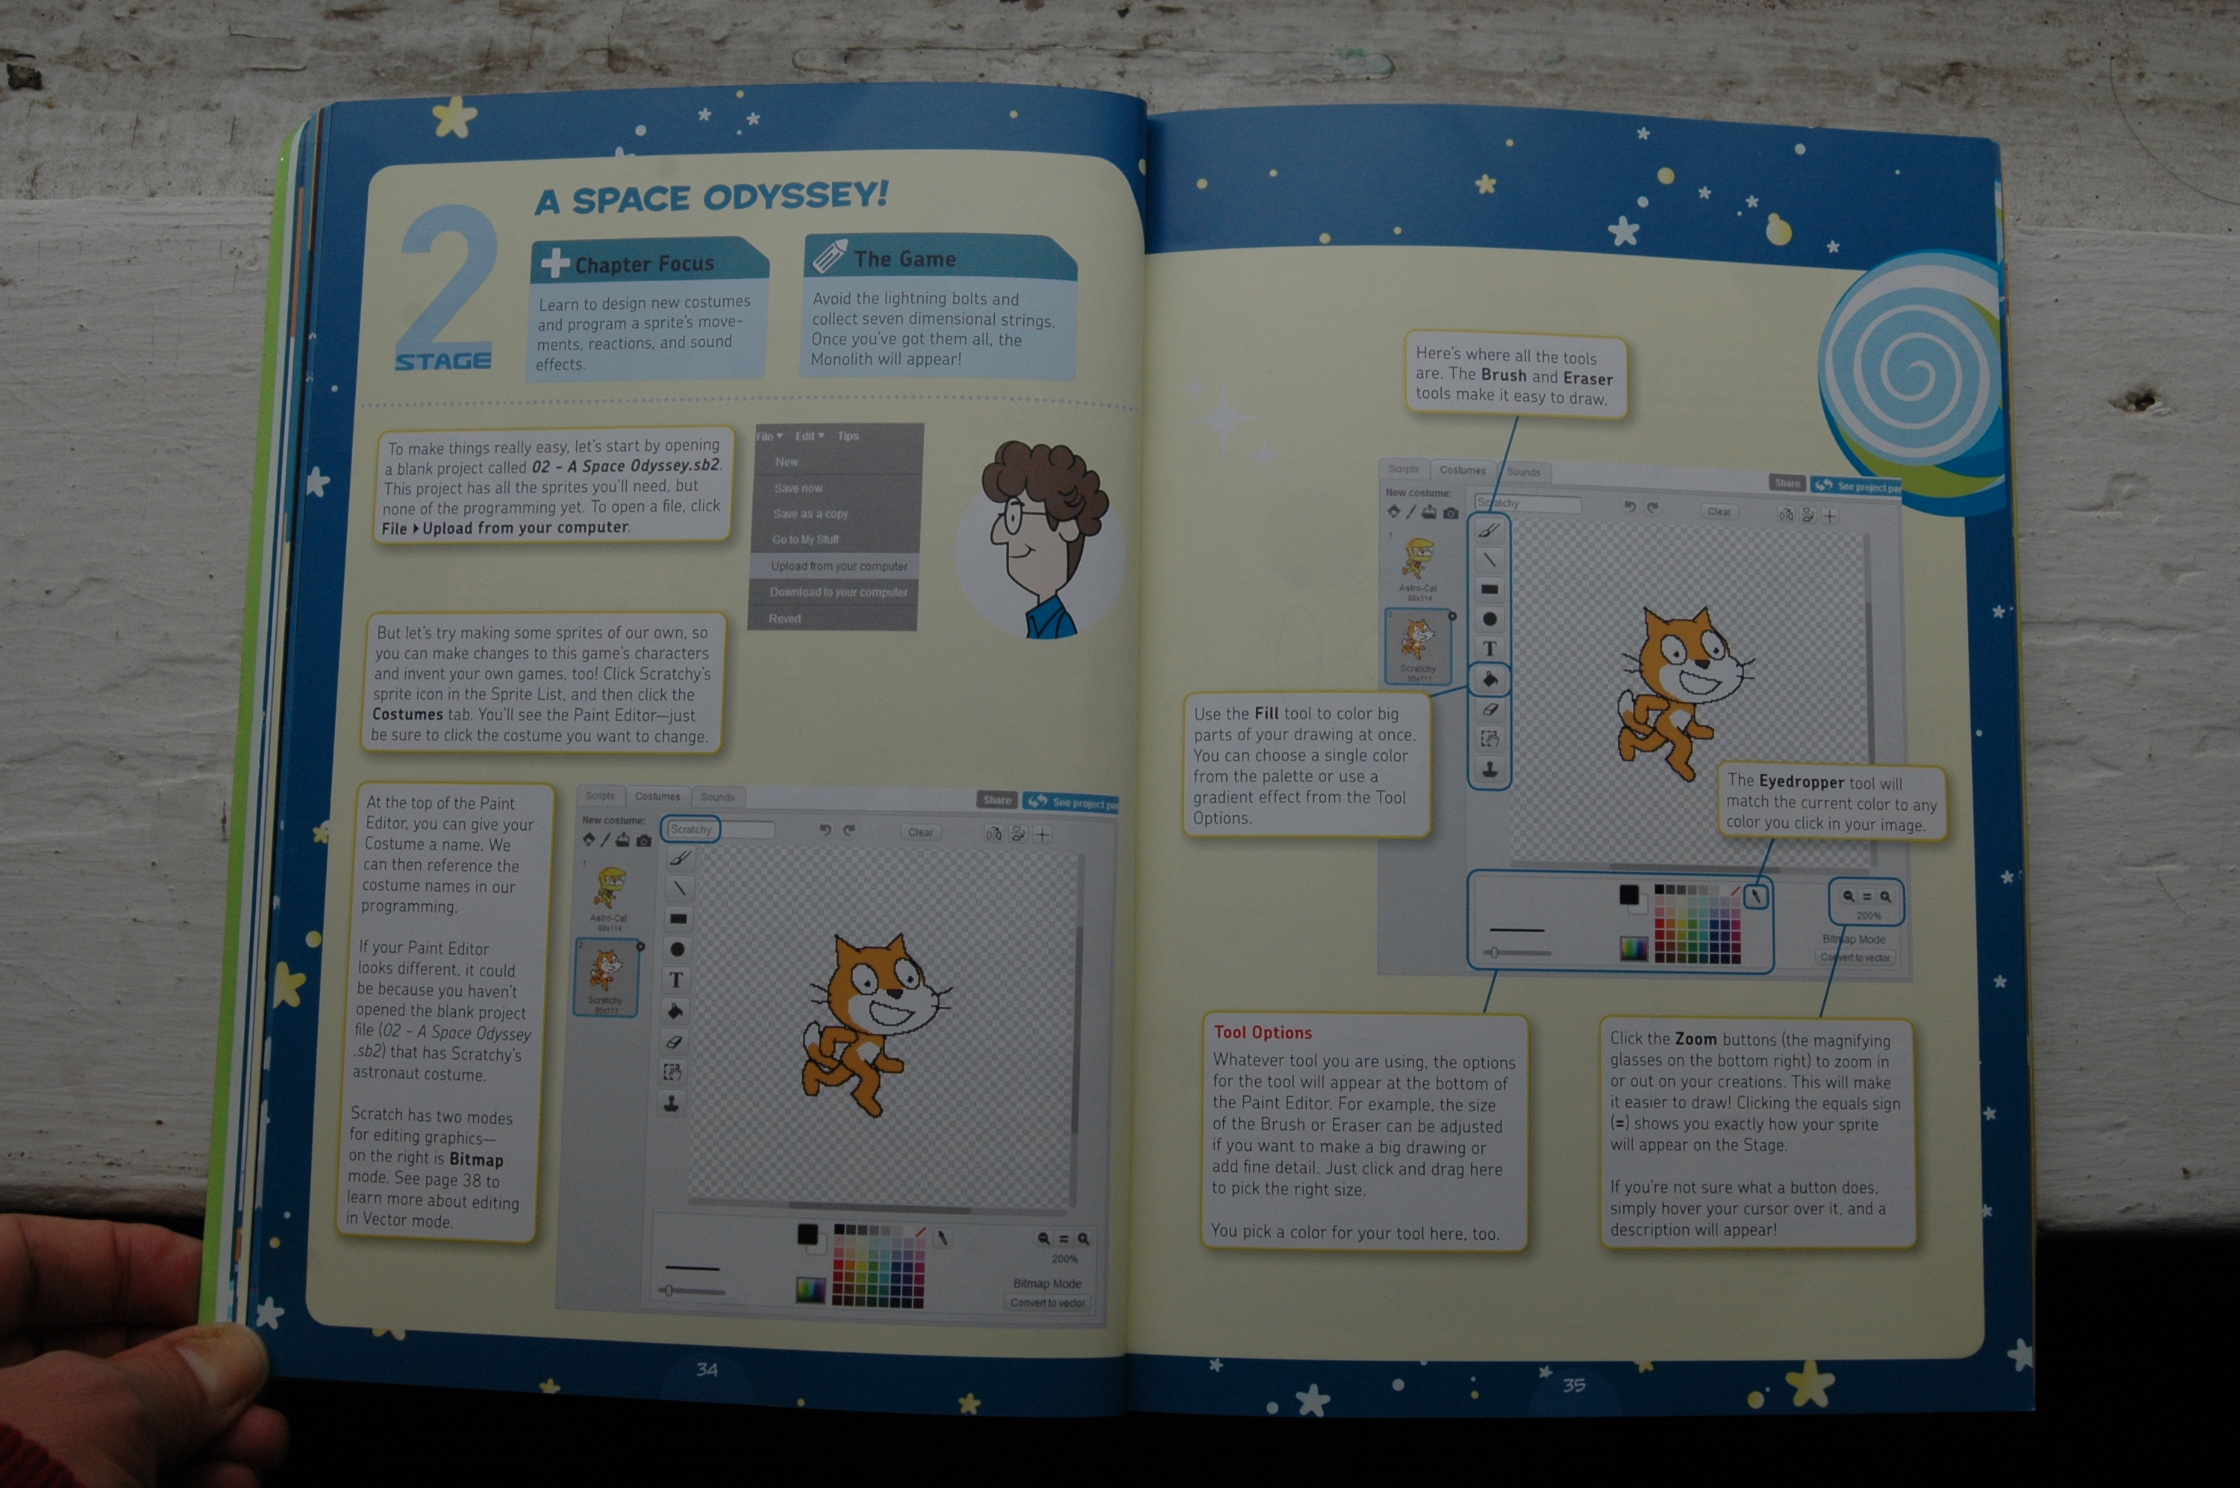 2
STAGE
A SPACE ODYSSEY!
Chapter Focus
Learn to design new costumes
and program a sprite's move-
ments, reactions, and sound
effects.
The Game
Avoid the lightning bolts and
collect seven dimensional strings.
Once you've got them all, the
Monolith will appear!
To make things really easy, let's start by opening
a blank project called 02 - A Space Odyssey.sb2.
This project has all the sprites you'll need, but
none of the programming yet. To open a file, click
File ▸ Upload from your computer.
File ▾ Edit ▾ Tips
New
Save now
Save as a copy
Go to My Stuff
Upload from your computer
Download to your computer
Revert
But let's try making some sprites of our own, so
you can make changes to this game's characters
and invent your own games, too! Click Scratchy's
sprite icon in the Sprite List, and then click the
Costumes tab. You'll see the Paint Editor—just
be sure to click the costume you want to change.
At the top of the Paint
Editor, you can give your
Costume a name. We
can then reference the
costume names in our
programming.
If your Paint Editor
looks different, it could
be because you haven't
opened the blank project
file (02 - A Space Odyssey
.sb2) that has Scratchy's
astronaut costume.
Scratch has two modes
for editing graphics—
on the right is Bitmap
mode. See page 38 to
learn more about editing
in Vector mode.
Scripts Costumes Sounds
Share See project pa
New costume:
Scratchy
Clear
1
Astro-Cat
88x114
2
Scratchy
T
200%
Bitmap Mode
Convert to vector
34
Here's where all the tools
are. The Brush and Eraser
tools make it easy to draw.
Scripts Costumes Sounds
Share See project pa
New costume:
Scratchy
Clear
1
Astro-Cat
88x114
2
Scratchy
T
Use the Fill tool to color big
parts of your drawing at once.
You can choose a single color
from the palette or use a
gradient effect from the Tool
Options.
The Eyedropper tool will
match the current color to any
color you click in your image.
200%
Bitmap Mode
Convert to vector
Tool Options
Whatever tool you are using, the options
for the tool will appear at the bottom of
the Paint Editor. For example, the size
of the Brush or Eraser can be adjusted
if you want to make a big drawing or
add fine detail. Just click and drag here
to pick the right size.
You pick a color for your tool here, too.
Click the Zoom buttons (the magnifying
glasses on the bottom right) to zoom in
or out on your creations. This will make
it easier to draw! Clicking the equals sign
(=) shows you exactly how your sprite
will appear on the Stage.
If you're not sure what a button does,
simply hover your cursor over it, and a
description will appear!
35